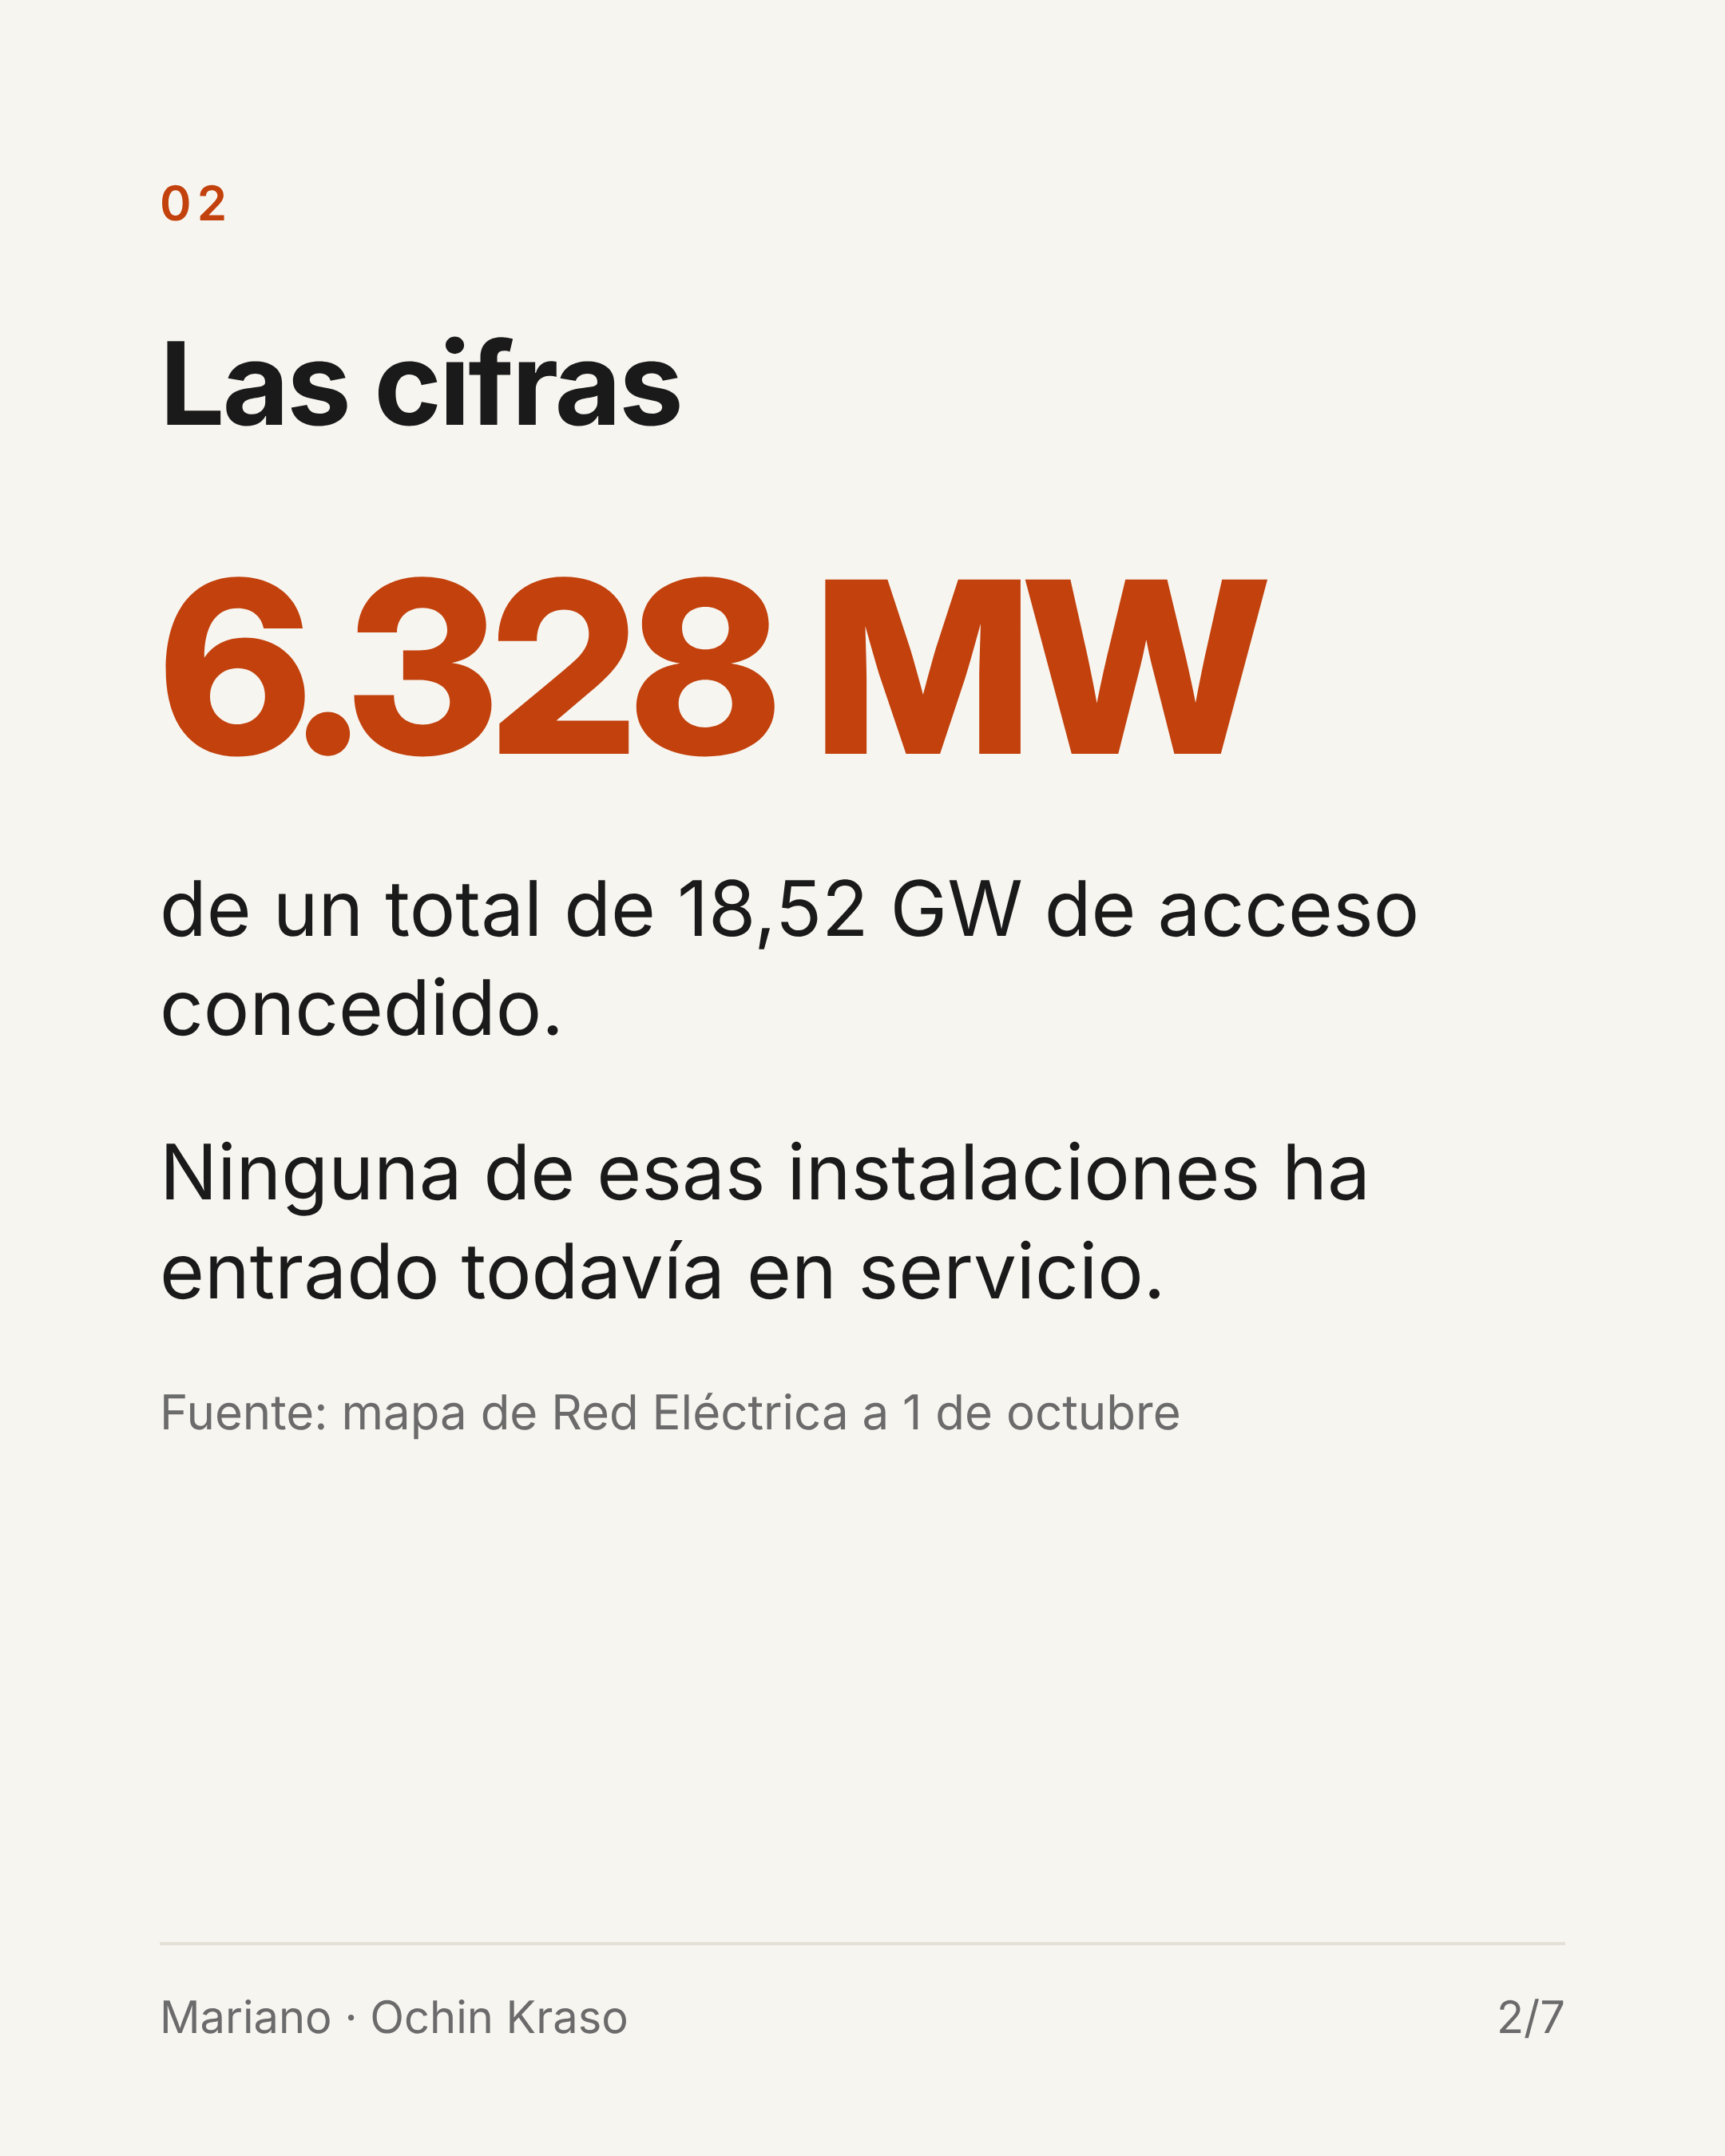 02
Las cifras
6.328 MW
de un total de 18,52 GW de acceso
concedido.
Ninguna de esas instalaciones ha
entrado todavía en servicio.
Fuente: mapa de Red Eléctrica a 1 de octubre
Mariano · Ochin Kraso
2/7